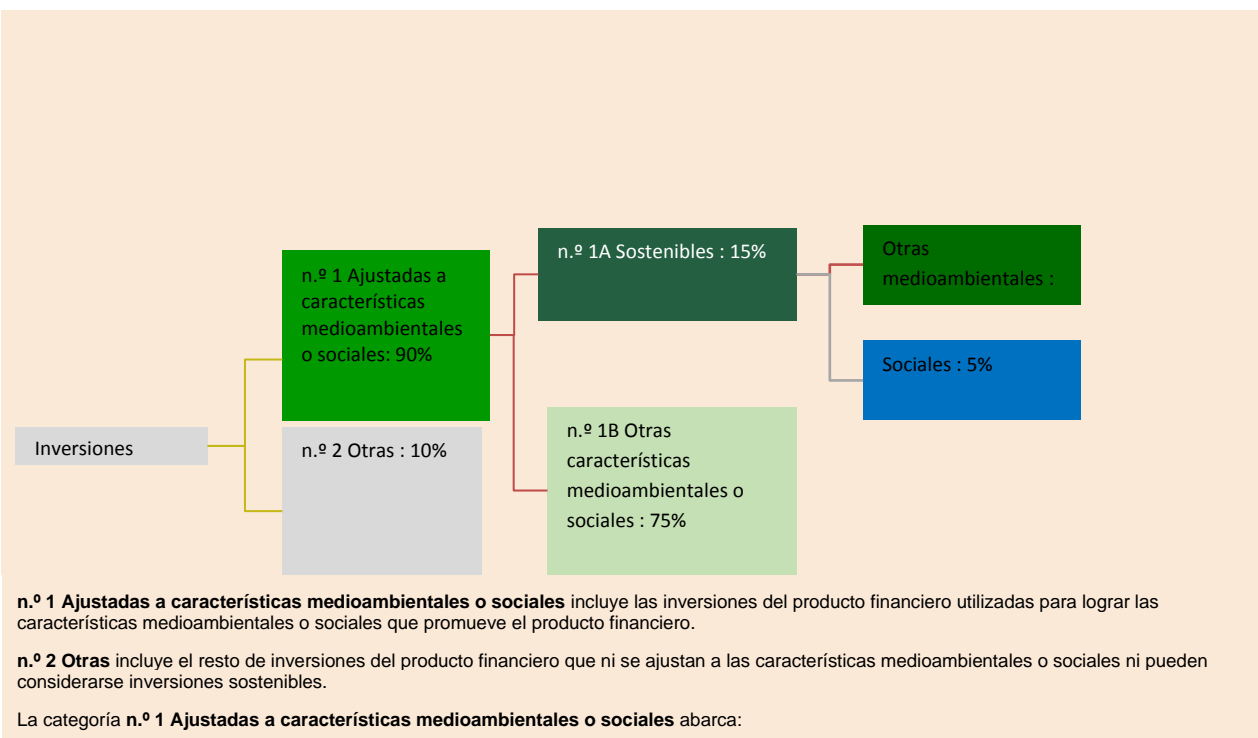 Inversiones
n.º 1 Ajustadas a
características
medioambientales
o sociales: 90%
n.º 2 Otras : 10%
n.º 1A Sostenibles : 15%
n.º 1B Otras
características
medioambientales o
sociales : 75%
Otras
medioambientales :
Sociales : 5%
n.º 1 Ajustadas a características medioambientales o sociales incluye las inversiones del producto financiero utilizadas para lograr las
características medioambientales o sociales que promueve el producto financiero.
n.º 2 Otras incluye el resto de inversiones del producto financiero que ni se ajustan a las características medioambientales o sociales ni pueden
considerarse inversiones sostenibles.
La categoría n.º 1 Ajustadas a características medioambientales o sociales abarca: